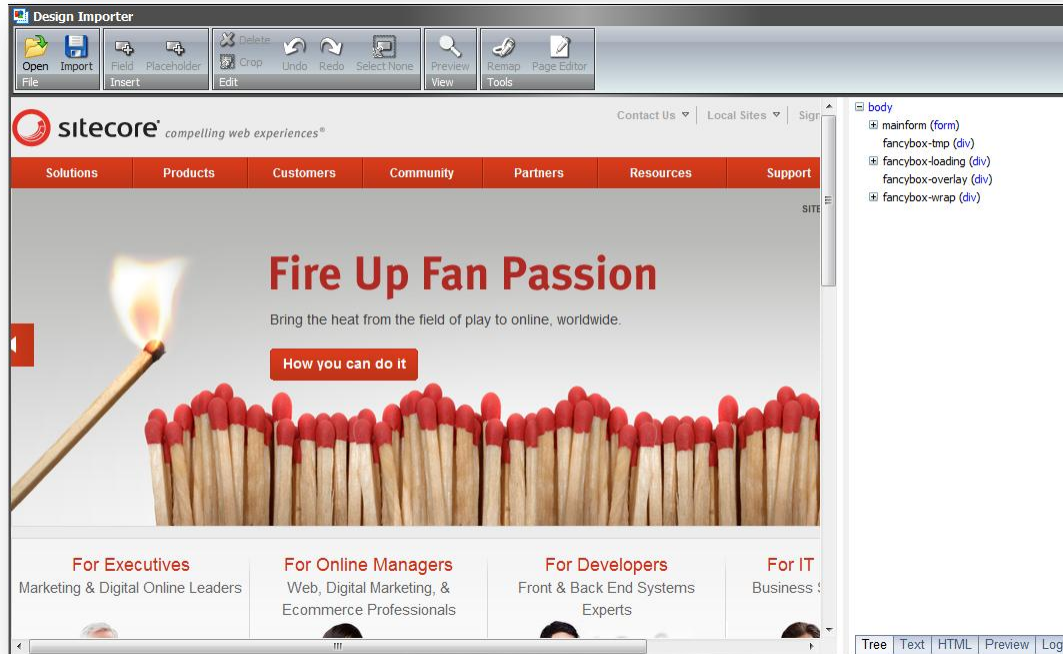 Design Importer
Open Import Field Placeholder Delete Crop Undo Redo Select None Preview Remap Page Editor
File Insert Edit View Tools
sitecore® compelling web experiences®
Contact Us Local Sites
Solutions Products Customers Community Partners Resources Support
Fire Up Fan Passion
Bring the heat from the field of play to online, worldwide.
How you can do it
For Executives
Marketing & Digital Online Leaders
For Online Managers
Web, Digital Marketing, &
Ecommerce Professionals
For Developers
Front & Back End Systems
Experts
For IT
Business
body
mainform (form)
fancybox-tmp (div)
fancybox-loading (div)
fancybox-overlay (div)
fancybox-wrap (div)
Tree Text HTML Preview Log